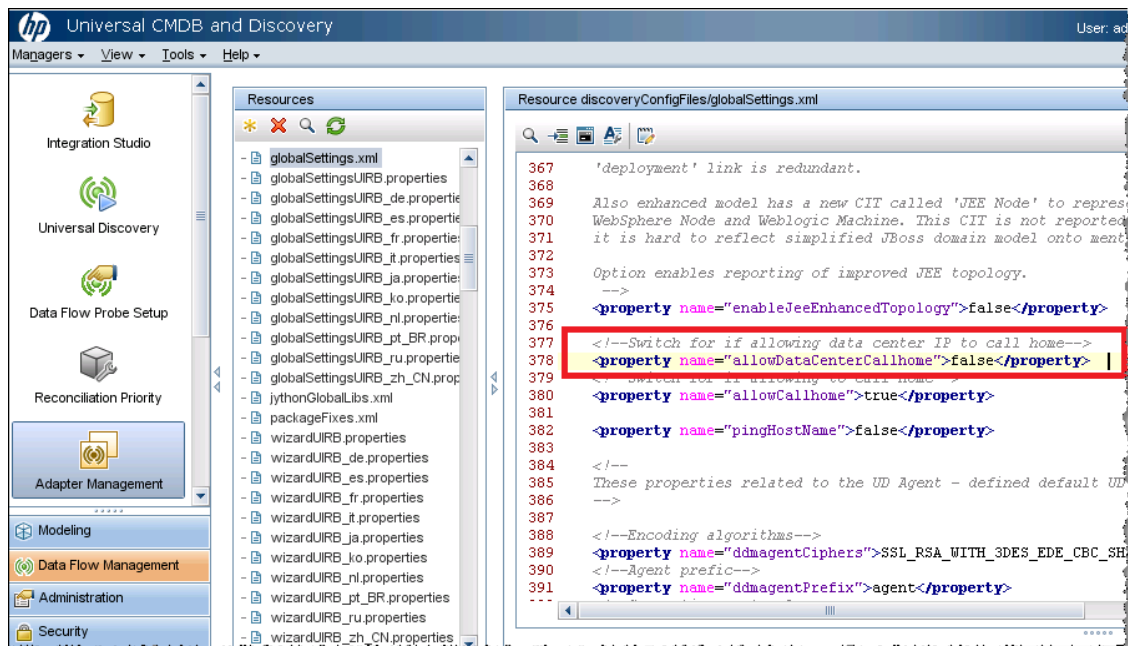 hp Universal CMDB and Discovery
User: ad
Managers View Tools Help
Integration Studio
Universal Discovery
Data Flow Probe Setup
Reconciliation Priority
Adapter Management
Modeling
Data Flow Management
Administration
Security
Resources
globalSettings.xml
globalSettingsUIRB.properties
globalSettingsUIRB_de.propertie
globalSettingsUIRB_es.propertie
globalSettingsUIRB_fr.properties
globalSettingsUIRB_it.properties
globalSettingsUIRB_ja.propertie
globalSettingsUIRB_ko.propertie
globalSettingsUIRB_nl.propertie
globalSettingsUIRB_pt_BR.prope
globalSettingsUIRB_ru.propertie
globalSettingsUIRB_zh_CN.prop
jythonGlobalLibs.xml
packageFixes.xml
wizardUIRB.properties
wizardUIRB_de.properties
wizardUIRB_es.properties
wizardUIRB_fr.properties
wizardUIRB_it.properties
wizardUIRB_ja.properties
wizardUIRB_ko.properties
wizardUIRB_nl.properties
wizardUIRB_pt_BR.properties
wizardUIRB_ru.properties
wizardUIRB_zh_CN.properties
Resource discoveryConfigFiles/globalSettings.xml
367 'deployment' link is redundant.
368
369 Also enhanced model has a new CIT called 'JEE Node' to repres
370 WebSphere Node and Weblogic Machine. This CIT is not reported
371 it is hard to reflect simplified JBoss domain model onto ment
372
373 Option enables reporting of improved JEE topology.
374 -->
375 <property name="enableJeeEnhancedTopology">false</property>
376
377 <!--Switch for if allowing data center IP to call home-->
378 <property name="allowDataCenterCallhome">false</property>
379 <!--Switch for if allowing to call home-->
380 <property name="allowCallhome">true</property>
381
382 <property name="pingHostName">false</property>
383
384 <!--
385 These properties related to the UD Agent - defined default UD
386 -->
387
388 <!--Encoding algorithms-->
389 <property name="ddmagentCiphers">SSL_RSA_WITH_3DES_EDE_CBC_SH
390 <!--Agent prefic-->
391 <property name="ddmagentPrefix">agent</property>